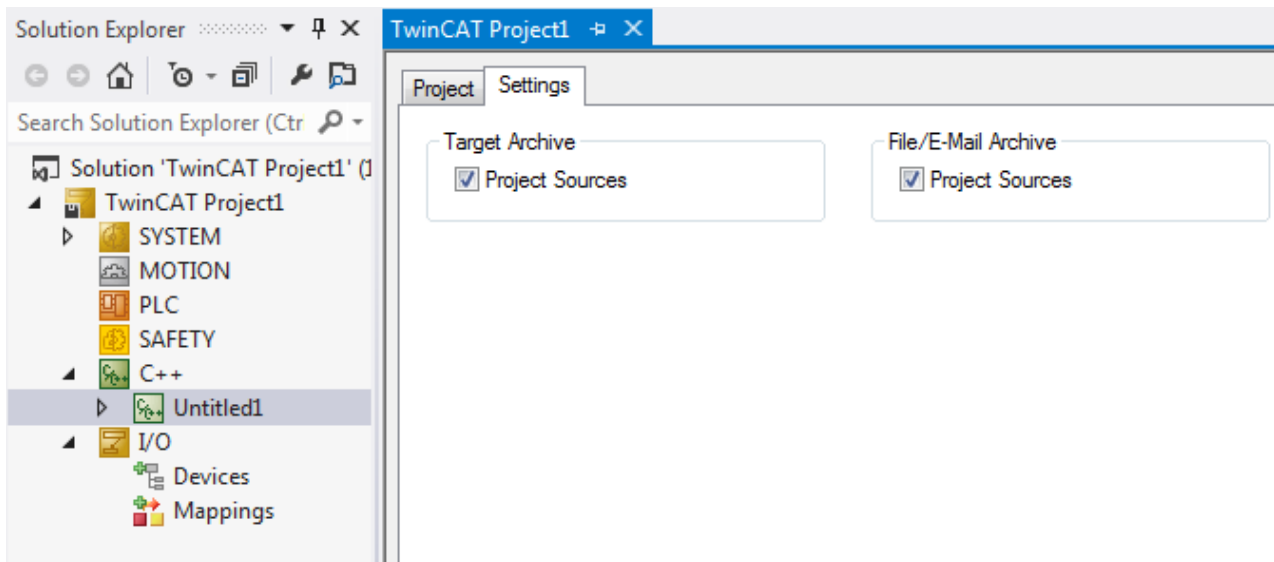 Solution Explorer
Search Solution Explorer (Ctr
Solution 'TwinCAT Project1' (1
TwinCAT Project1
SYSTEM
MOTION
PLC
SAFETY
C++
Untitled1
I/O
Devices
Mappings
TwinCAT Project1
Project Settings
Target Archive
Project Sources
File/E-Mail Archive
Project Sources